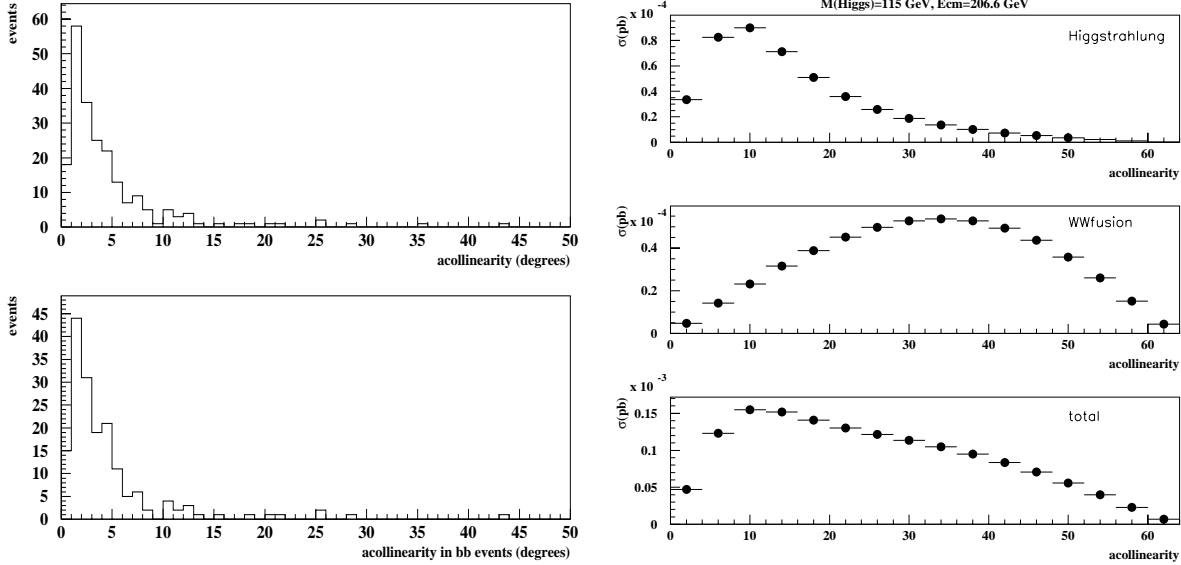 events
60
50
40
30
20
10
0
0 5 10 15 20 25 30 35 40 45 50
acollinearity (degrees)
events
45
40
35
30
25
20
15
10
5
0
0 5 10 15 20 25 30 35 40 45 50
acollinearity in bb events (degrees)
M(Higgs)=115 GeV, Ecm=206.6 GeV
x 10 -4
σ(pb)
Higgstrahlung
0.8
0.6
0.4
0.2
0
0 10 20 30 40 50 60
acollinearity
x 10 -4
σ(pb)
WWfusion
0.4
0.2
0
0 10 20 30 40 50 60
acollinearity
x 10 -3
σ(pb)
total
0.15
0.1
0.05
0
0 10 20 30 40 50 60
acollinearity